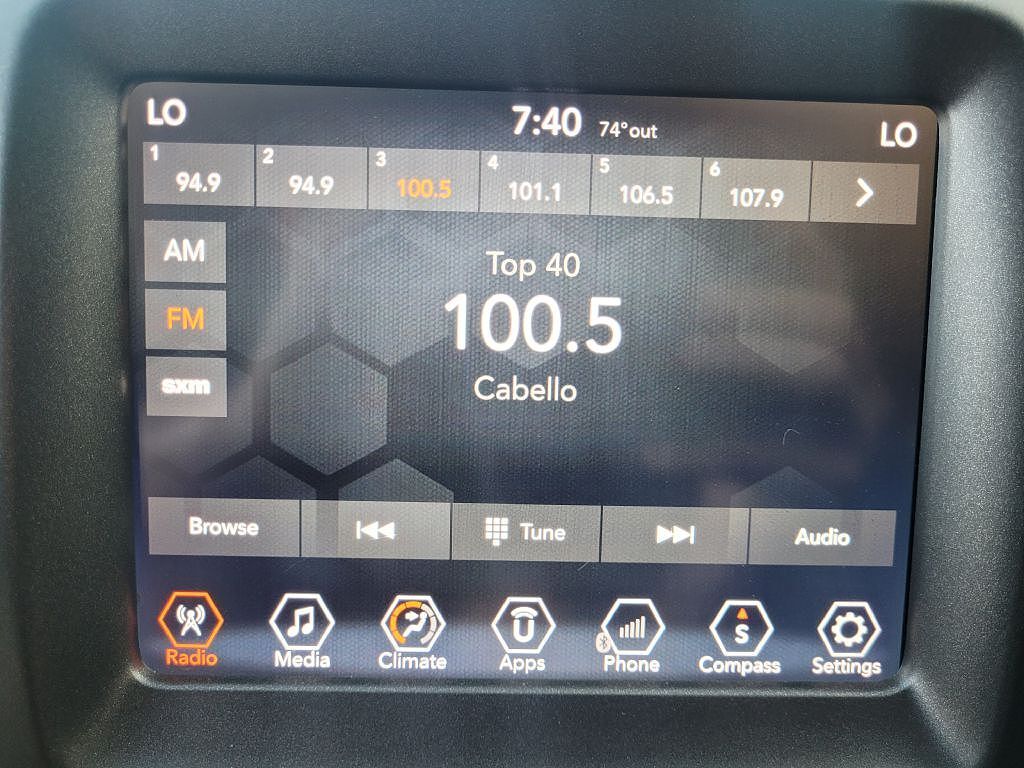 LO 7:40 74°out LO
1 2 3 4 5 6
94.9 94.9 100.5 101.1 106.5 107.9
AM
FM
sxm
Top 40
100.5
Cabello
Browse Tune Audio
U S
Radio Media Climate Apps Phone Compass Settings